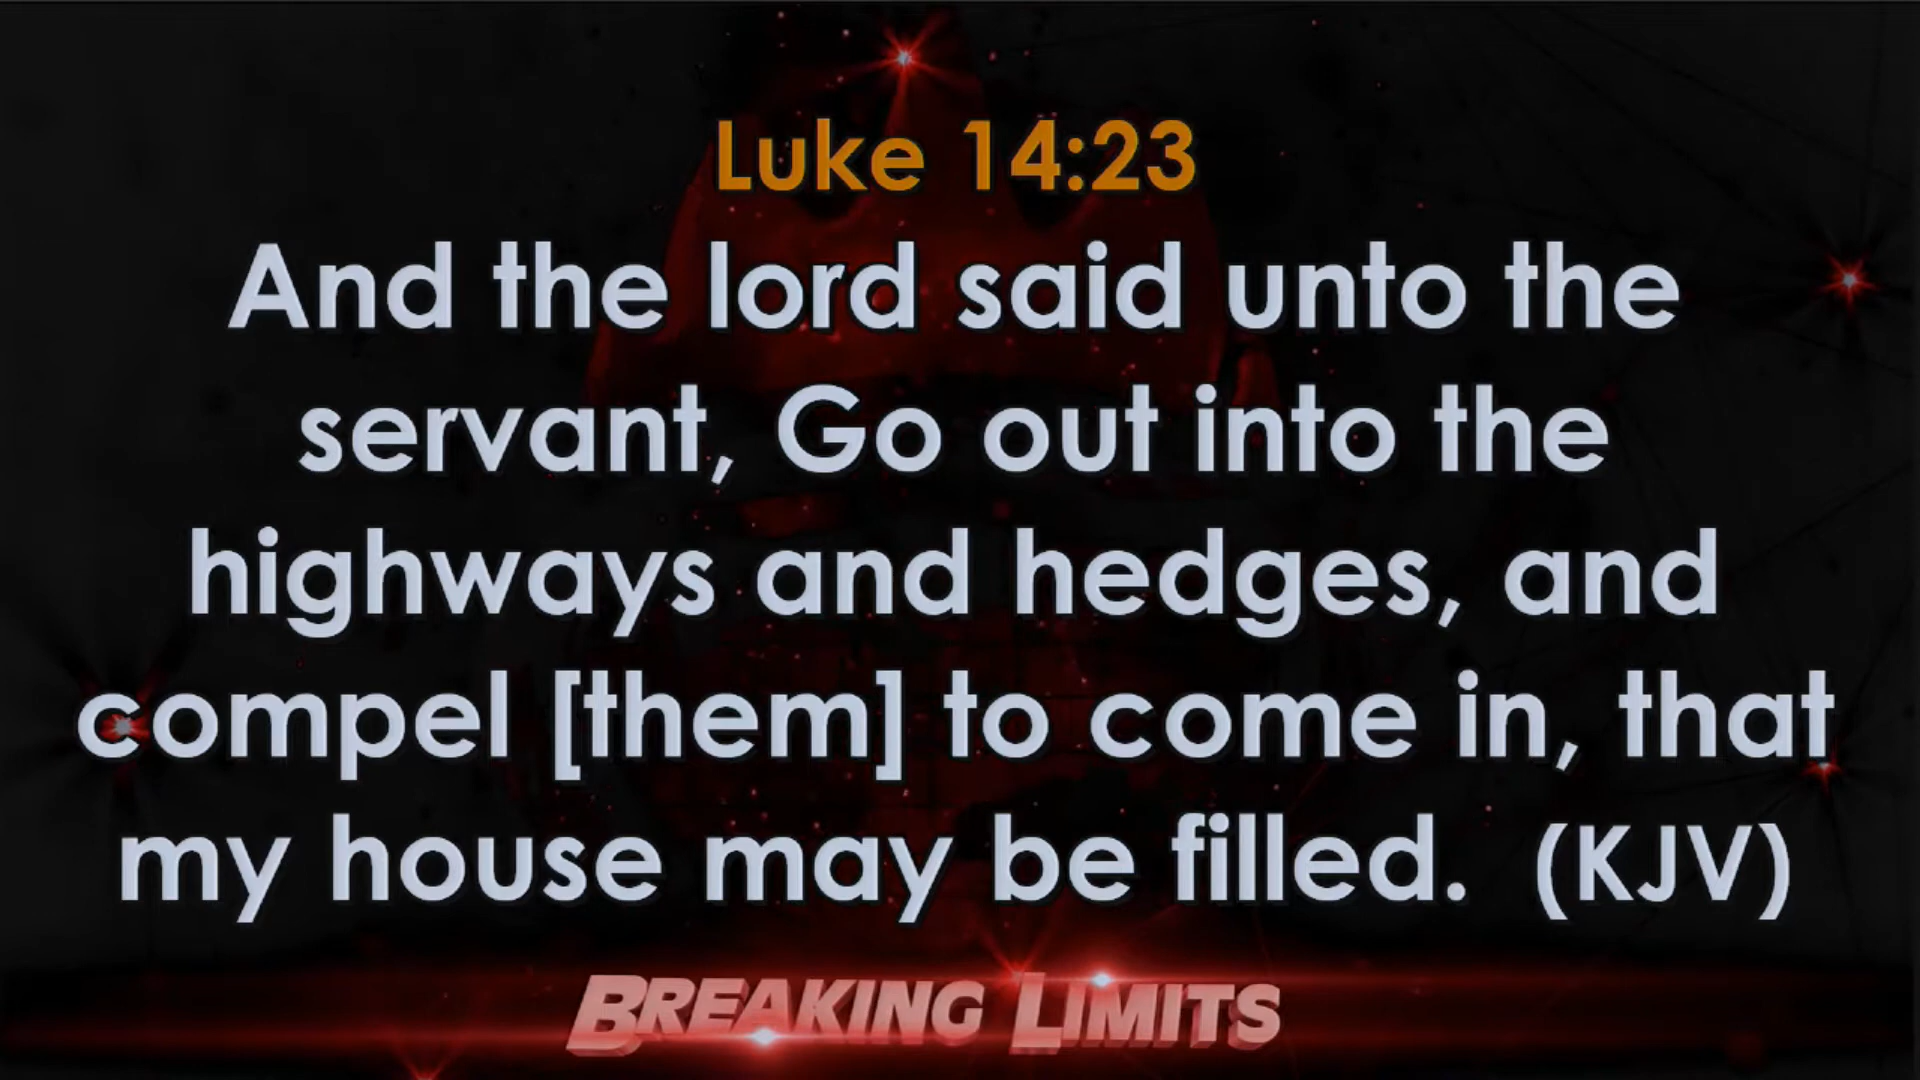 Luke 14:23
And the lord said unto the
servant, Go out into the
highways and hedges, and
compel [them] to come in, that
my house may be filled.  (KJV)
BREAKING LIMITS